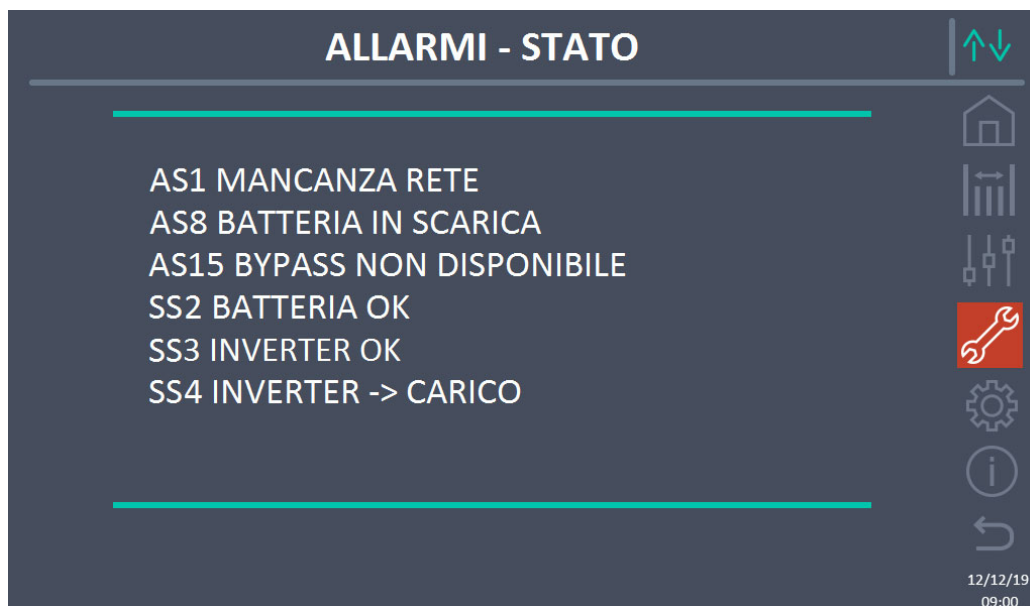 ALLARMI - STATO
AS1 MANCANZA RETE
AS8 BATTERIA IN SCARICA
AS15 BYPASS NON DISPONIBILE
SS2 BATTERIA OK
SS3 INVERTER OK
SS4 INVERTER -> CARICO
12/12/19
09:00